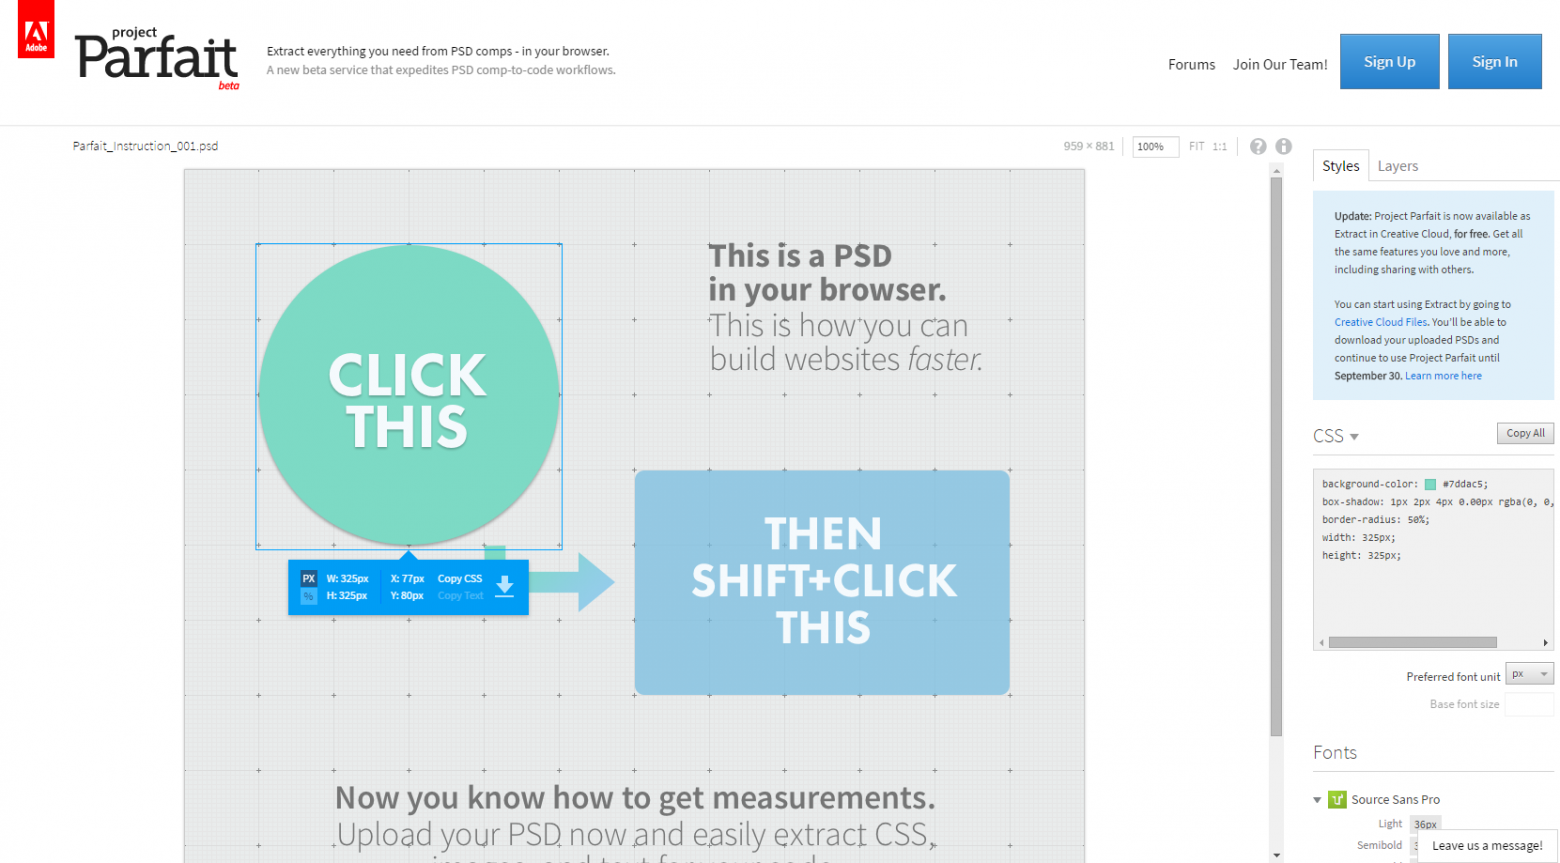 Adobe
project
Parfait
beta
Extract everything you need from PSD comps - in your browser.
A new beta service that expedites PSD comp-to-code workflows.
Forums Join Our Team! Sign Up Sign In
Parfait_Instruction_001.psd
959 × 881 100% FIT 1:1 ? i
Styles Layers
CLICK
THIS
This is a PSD
in your browser.
This is how you can
build websites faster.
PX W: 325px X: 77px Copy CSS
% H: 325px Y: 80px Copy Text
THEN
SHIFT+CLICK
THIS
Now you know how to get measurements.
Upload your PSD now and easily extract CSS,
Update: Project Parfait is now available as
Extract in Creative Cloud, for free. Get all
the same features you love and more,
including sharing with others.
You can start using Extract by going to
Creative Cloud Files. You'll be able to
download your uploaded PSDs and
continue to use Project Parfait until
September 30. Learn more here
CSS Copy All
background-color: #7ddac5;
box-shadow: 1px 2px 4px 0.00px rgba(0, 0,
border-radius: 50%;
width: 325px;
height: 325px;
Preferred font unit px
Base font size
Fonts
Source Sans Pro
Light 36px
Semibold
Leave us a message!